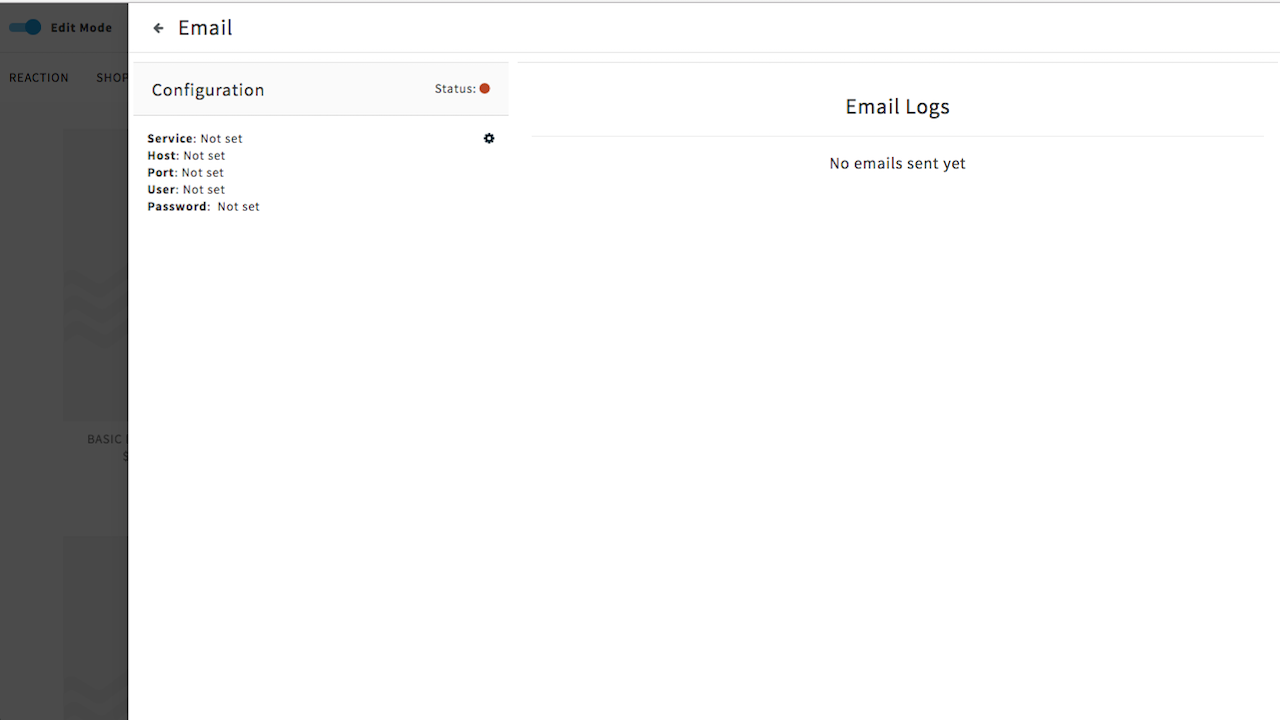 Edit Mode
Email
REACTION SHOP
Configuration
Status:
Service: Not set
Host: Not set
Port: Not set
User: Not set
Password: Not set
Email Logs
No emails sent yet
BASIC
$